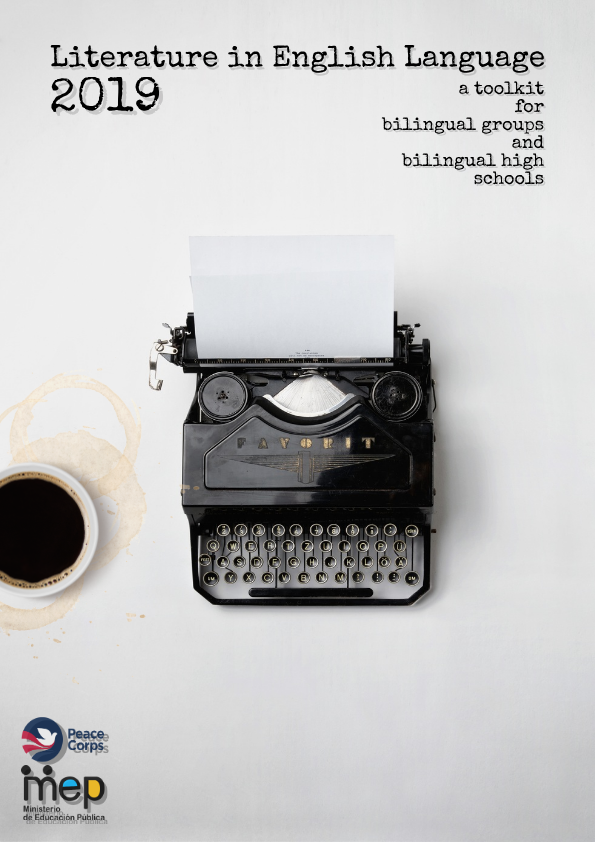 Literature in English Language
2019
a toolkit
for
bilingual groups
and
bilingual high
schools
FAVORIT
Q W E R T Z U I O P Ü
A S D F G H J K L Ö Ä
Y X C V B N M
Peace
Corps
mep
Ministerio
de Educación Pública